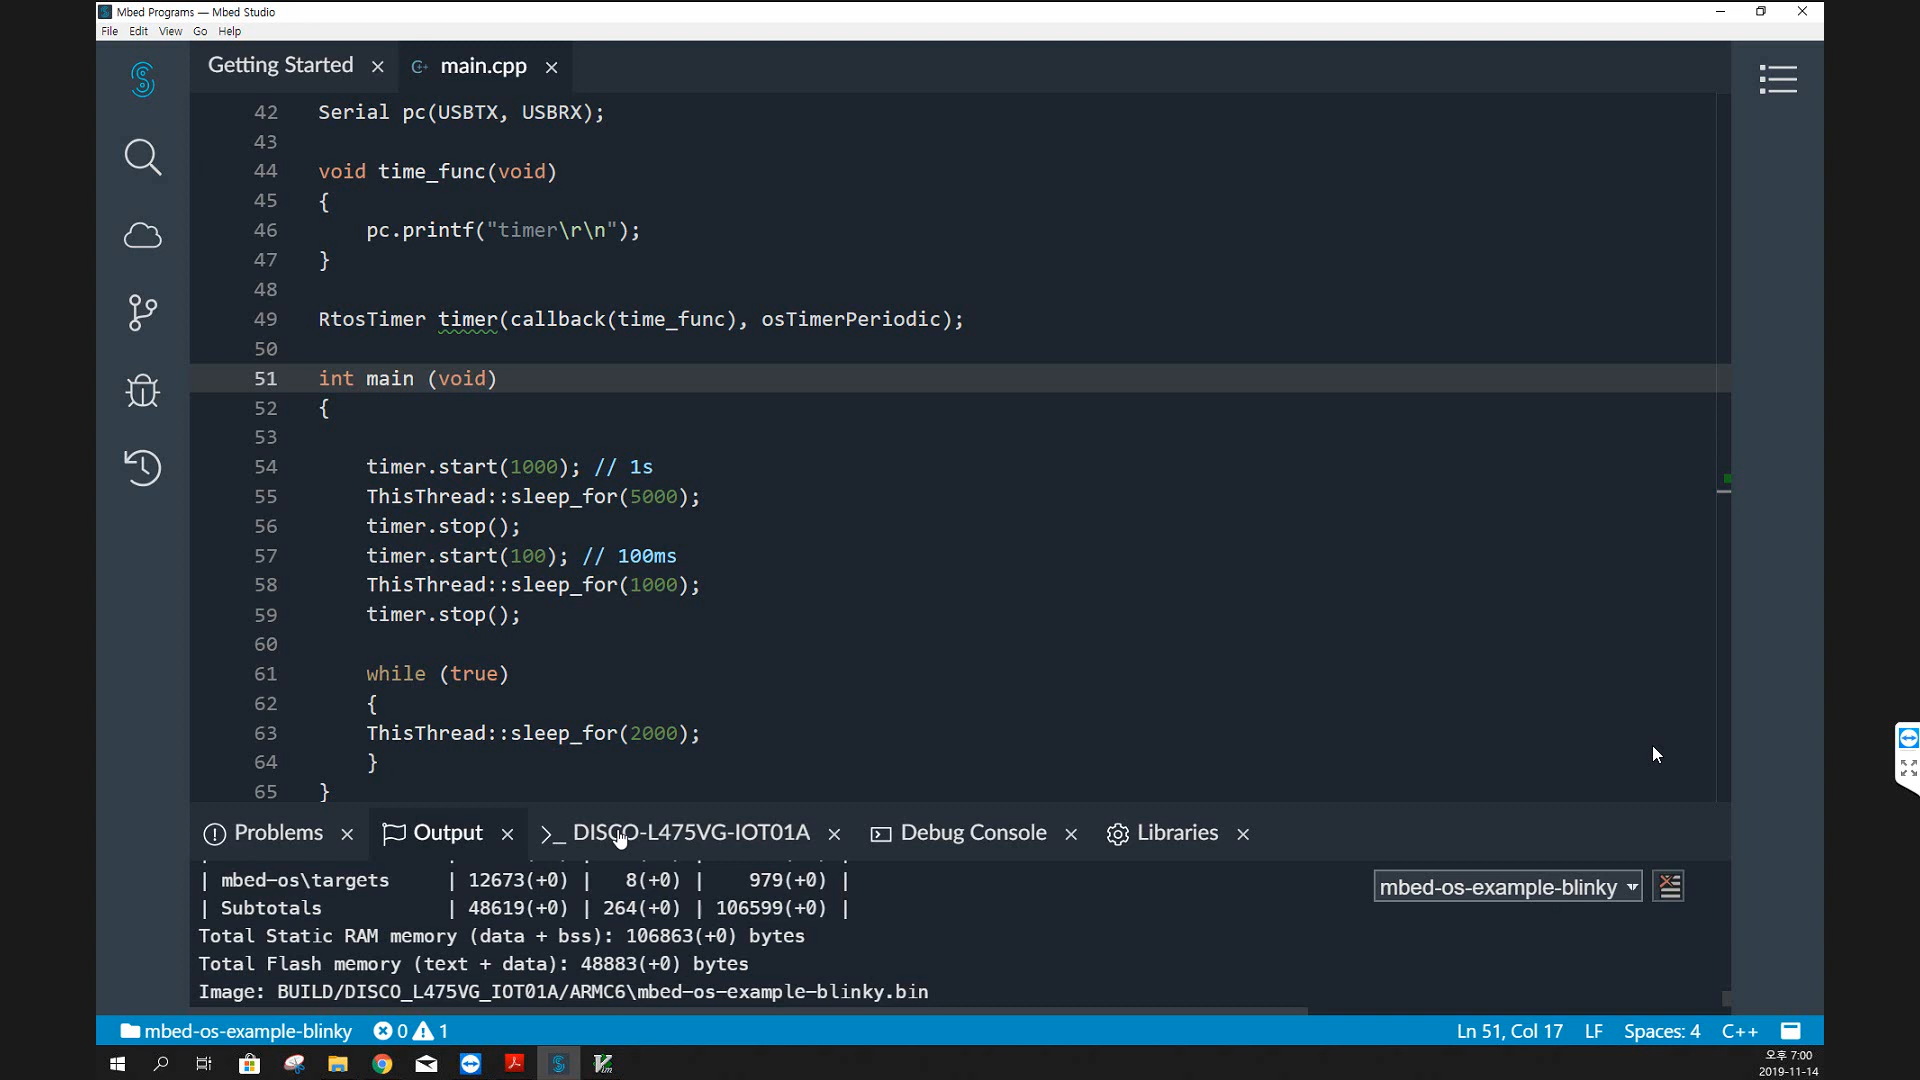 Mbed Programs — Mbed Studio
File Edit View Go Help
Getting Started × C+ main.cpp ×
42 Serial pc(USBTX, USBRX);
43
44 void time_func(void)
45 {
46 pc.printf("timer\r\n");
47 }
48
49 RtosTimer timer(callback(time_func), osTimerPeriodic);
50
51 int main (void)
52 {
53
54 timer.start(1000); // 1s
55 ThisThread::sleep_for(5000);
56 timer.stop();
57 timer.start(100); // 100ms
58 ThisThread::sleep_for(1000);
59 timer.stop();
60
61 while (true)
62 {
63 ThisThread::sleep_for(2000);
64 }
65 }
Problems × Output × >_ DISCO-L475VG-IOT01A × Debug Console × Libraries ×
| mbed-os\targets | 12673(+0) | 8(+0) | 979(+0) |
| Subtotals | 48619(+0) | 264(+0) | 106599(+0) |
Total Static RAM memory (data + bss): 106863(+0) bytes
Total Flash memory (text + data): 48883(+0) bytes
Image: BUILD/DISCO_L475VG_IOT01A/ARMC6\mbed-os-example-blinky.bin
mbed-os-example-blinky
mbed-os-example-blinky 0 1 Ln 51, Col 17 LF Spaces: 4 C++
오후 7:00
2019-11-14